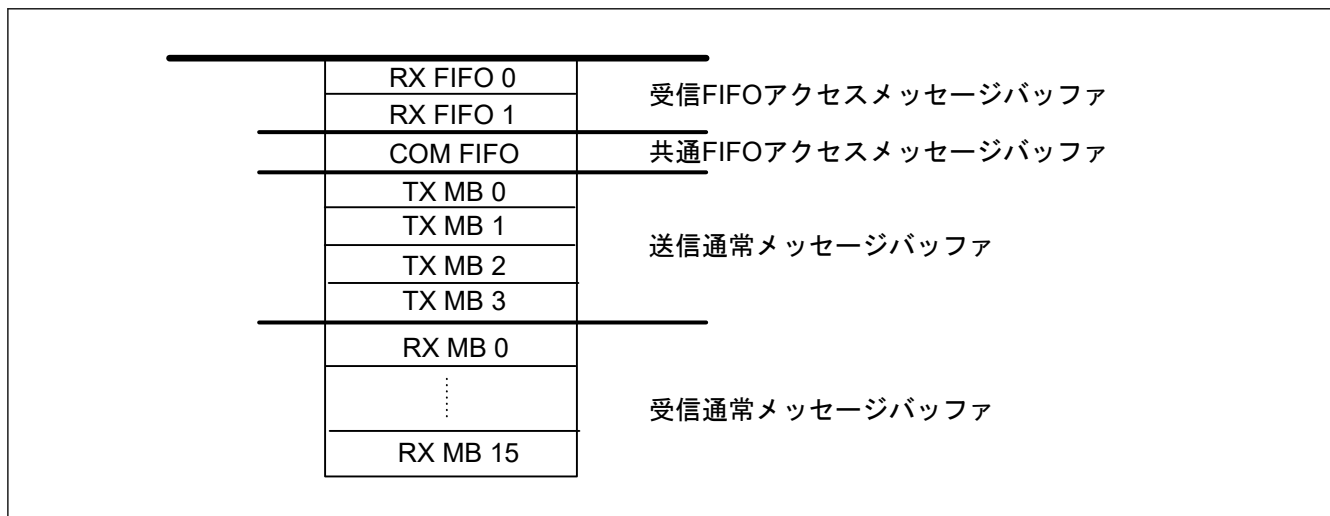 RX FIFO 0
受信FIFOアクセスメッセージバッファ
RX FIFO 1
COM FIFO
共通FIFOアクセスメッセージバッファ
TX MB 0
TX MB 1
送信通常メッセージバッファ
TX MB 2
TX MB 3
RX MB 0
受信通常メッセージバッファ
RX MB 15